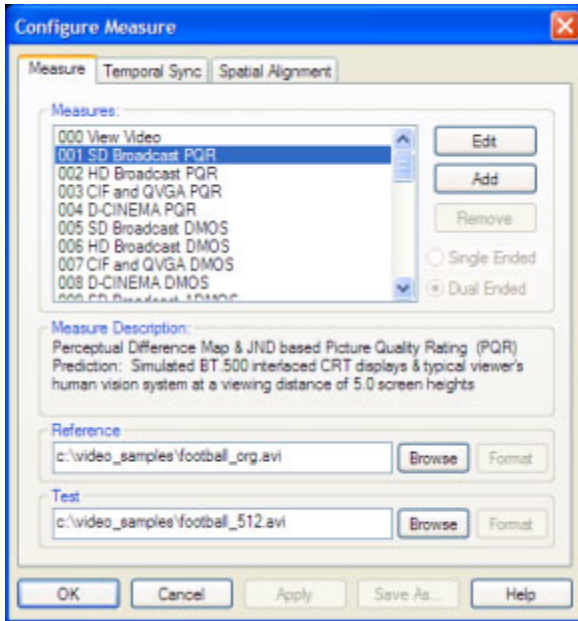 Configure Measure
Measure Temporal Sync Spatial Alignment
Measures:
000 View Video
001 SD Broadcast PQR
002 HD Broadcast PQR
003 CIF and QVGA PQR
004 D-CINEMA PQR
005 SD Broadcast DMOS
006 HD Broadcast DMOS
007 CIF and QVGA DMOS
008 D-CINEMA DMOS
Edit
Add
Remove
Single Ended
Dual Ended
Measure Description:
Perceptual Difference Map & JND based Picture Quality Rating (PQR)
Prediction: Simulated BT.500 interlaced CRT displays & typical viewer's
human vision system at a viewing distance of 5.0 screen heights
Reference
c:\video_samples\football_org.avi Browse Format
Test
c:\video_samples\football_512.avi Browse Format
OK Cancel Apply Save As... Help